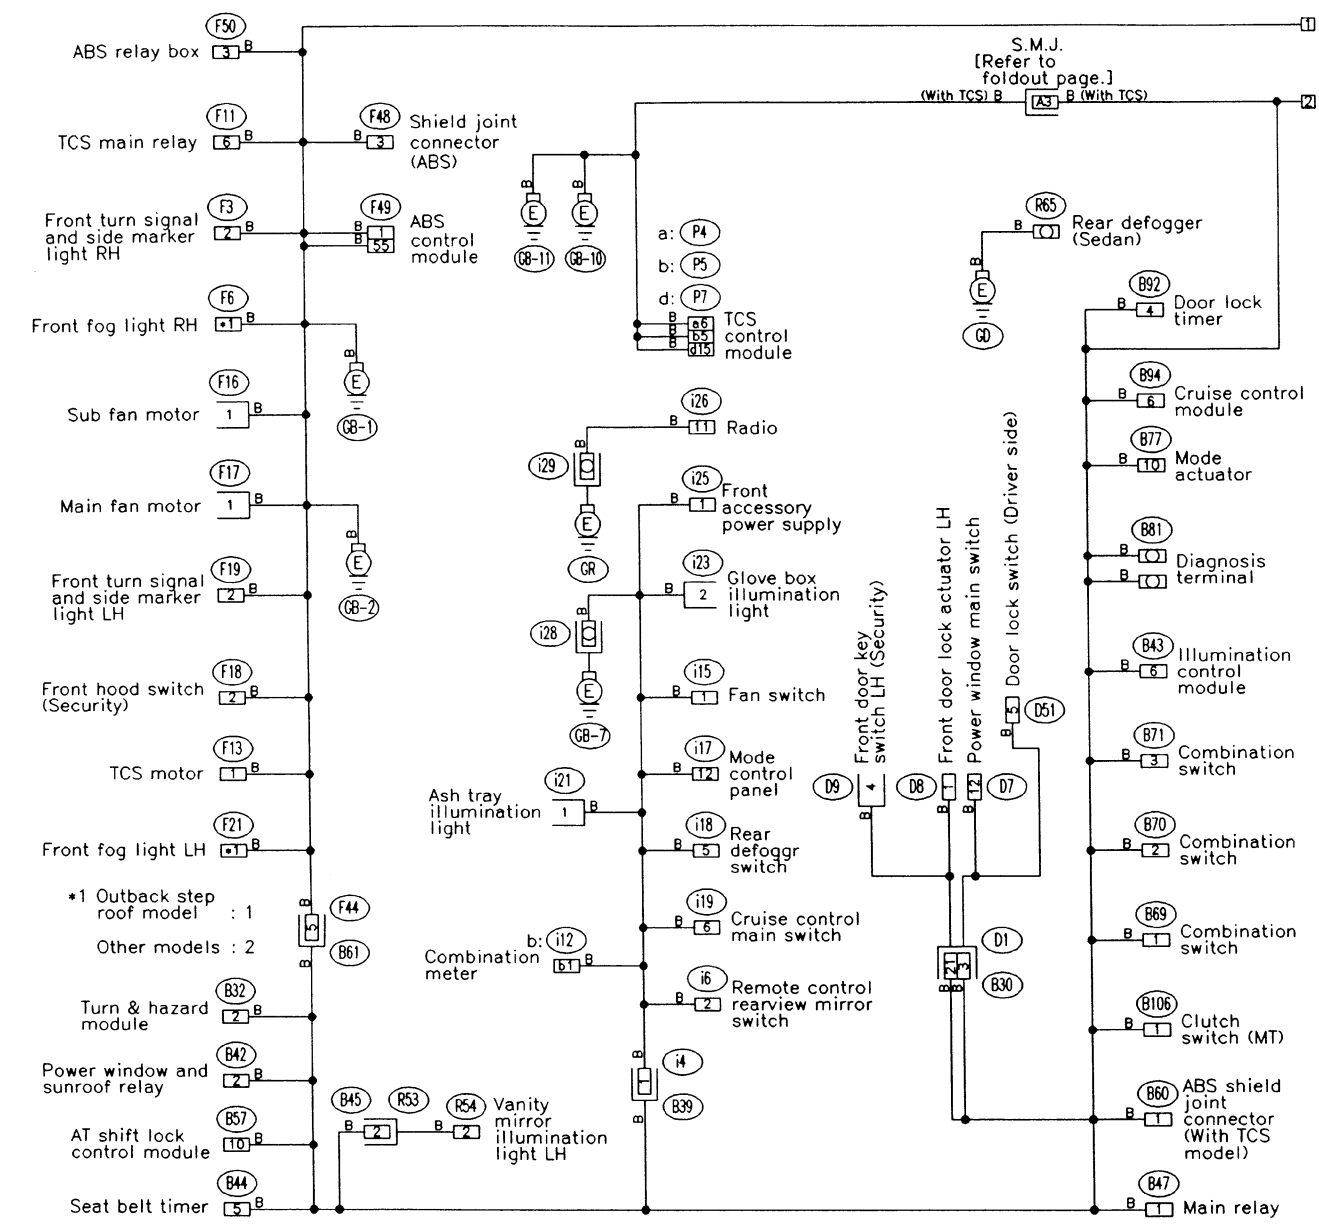 F50
ABS relay box 3 B
1
S.M.J.
[Refer to
foldout page.]
(With TCS) B A3 B (With TCS)
2
F11
TCS main relay 6 B
F48
B 3 Shield joint
connector
(ABS)
F3
Front turn signal
and side marker
light RH
2 B
F49
B 1
B 55
ABS
control
module
B E GB-11
B E GB-10
a: P4
b: P5
d: P7
B a6
B b5
B d15
TCS
control
module
R65
B Rear defogger
(Sedan)
B E GD
B92
B 4 Door lock
timer
F6
Front fog light RH *1 B
B E GB-1
F16
Sub fan motor 1 B
B94
B 6 Cruise control
module
i26
B 11 Radio
B i29
E GR
B77
B 10 Mode
actuator
F17
Main fan motor 1 B
B E GB-2
i25
B 1 Front
accessory
power supply
B81
B
B
Diagnosis
terminal
F19
Front turn signal
and side marker
light LH
2 B
i23
B 2 Glove box
illumination
light
B i28
E GB-7
B43
B 6 Illumination
control
module
F18
Front hood switch
(Security)
2 B
i15
B 1 Fan switch
Front door key
switch LH (Security)
D9 4 B
Front door lock actuator LH
D8 1 B
Power window main switch
12 D7 B
Door lock switch (Driver side)
5 D51 B
B71
B 3 Combination
switch
F13
TCS motor 1 B
i17
B 12 Mode
control
panel
i21
Ash tray
illumination
light
1 B
F21
Front fog light LH *1 B
i18
B 5 Rear
defoggr
switch
B70
B 2 Combination
switch
*1 Outback step
roof model : 1
Other models : 2
B F44
5
B B61
i19
B 6 Cruise control
main switch
b: i12
Combination
meter
b1 B
D1
21 3
B B B30
B69
B 1 Combination
switch
B32
Turn & hazard
module
2 B
i6
B 2 Remote control
rearview mirror
switch
B106
B 1 Clutch
switch (MT)
B42
Power window and
sunroof relay
2 B
B i4
1
B B39
B45 R53 R54
B 2 B 2
Vanity
mirror
illumination
light LH
B60
B 1 ABS shield
joint
connector
(With TCS
model)
B57
AT shift lock
control module
10 B
B44
Seat belt timer 5 B
B47
B 1 Main relay